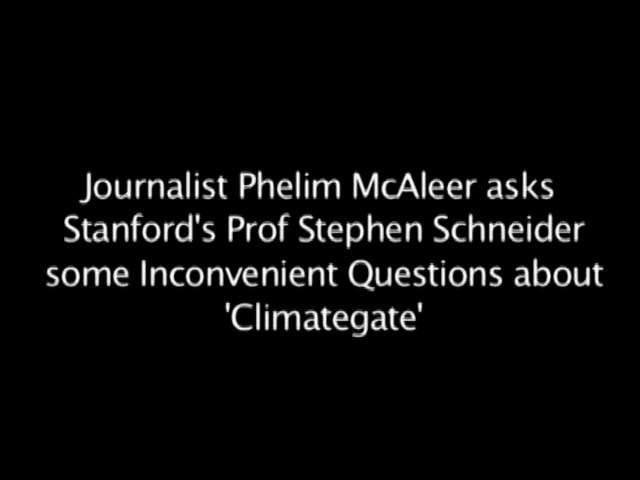 Journalist Phelim McAleer asks
Stanford's Prof Stephen Schneider
some Inconvenient Questions about
'Climategate'